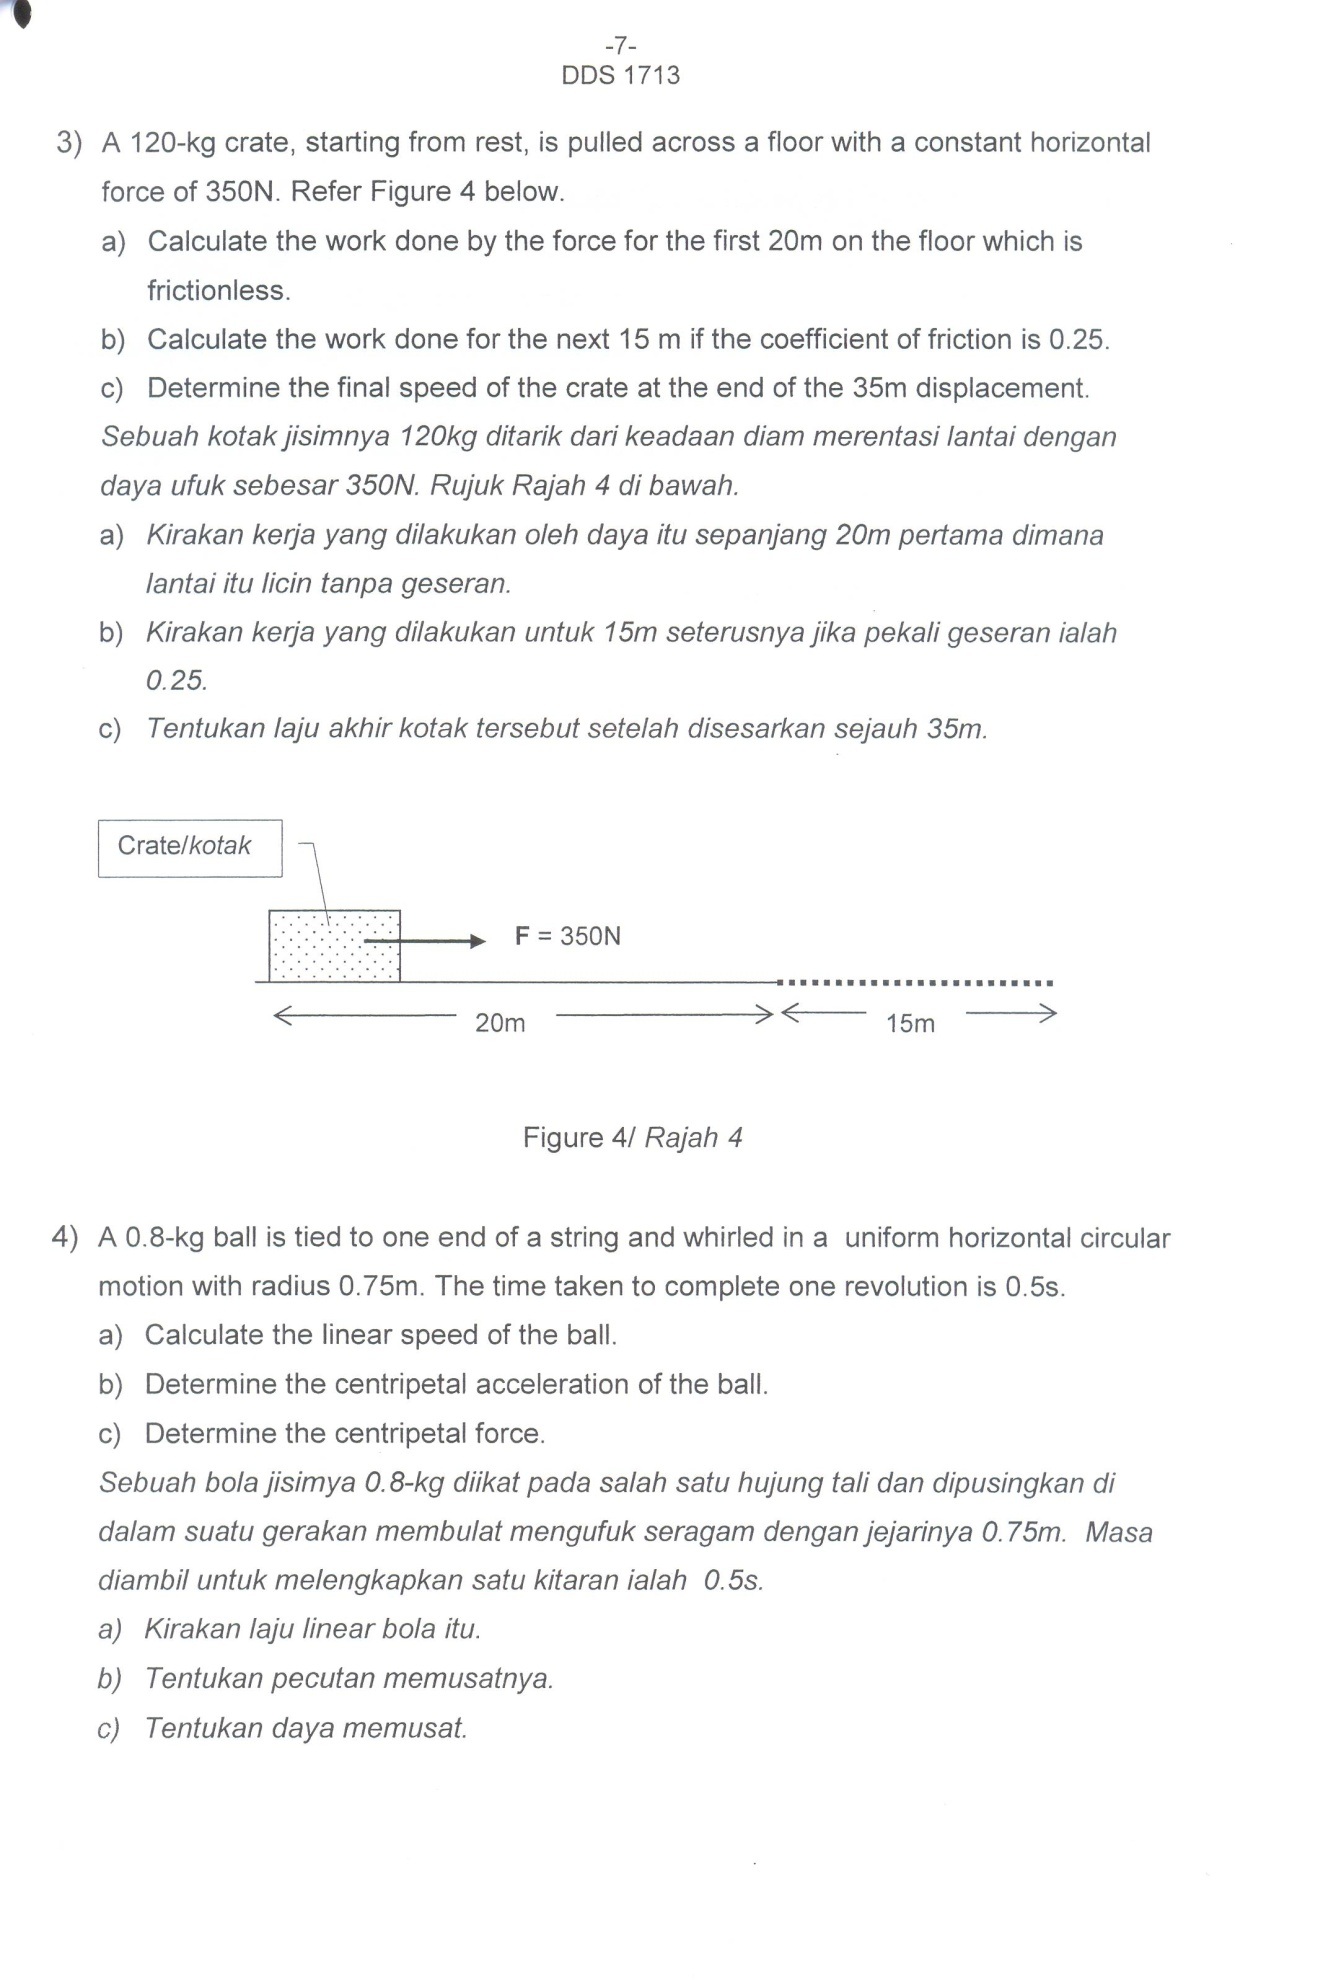 -7-
DDS 1713
3) A 120-kg crate, starting from rest, is pulled across a floor with a constant horizontal
force of 350N. Refer Figure 4 below.
a) Calculate the work done by the force for the first 20m on the floor which is
frictionless.
b) Calculate the work done for the next 15 m if the coefficient of friction is 0.25.
c) Determine the final speed of the crate at the end of the 35m displacement.
Sebuah kotak jisimnya 120kg ditarik dari keadaan diam merentasi lantai dengan
daya ufuk sebesar 350N. Rujuk Rajah 4 di bawah.
a) Kirakan kerja yang dilakukan oleh daya itu sepanjang 20m pertama dimana
lantai itu licin tanpa geseran.
b) Kirakan kerja yang dilakukan untuk 15m seterusnya jika pekali geseran ialah
0.25.
c) Tentukan laju akhir kotak tersebut setelah disesarkan sejauh 35m.
Crate/kotak
F = 350N
20m
15m
Figure 4/ Rajah 4
4) A 0.8-kg ball is tied to one end of a string and whirled in a uniform horizontal circular
motion with radius 0.75m. The time taken to complete one revolution is 0.5s.
a) Calculate the linear speed of the ball.
b) Determine the centripetal acceleration of the ball.
c) Determine the centripetal force.
Sebuah bola jisimya 0.8-kg diikat pada salah satu hujung tali dan dipusingkan di
dalam suatu gerakan membulat mengufuk seragam dengan jejarinya 0.75m. Masa
diambil untuk melengkapkan satu kitaran ialah 0.5s.
a) Kirakan laju linear bola itu.
b) Tentukan pecutan memusatnya.
c) Tentukan daya memusat.